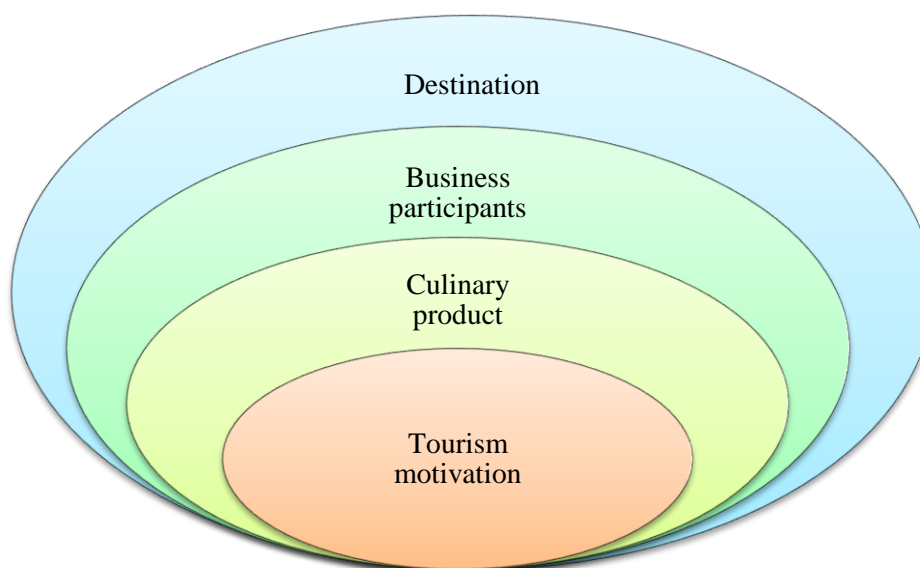 Destination
Business
participants
Culinary
product
Tourism
motivation